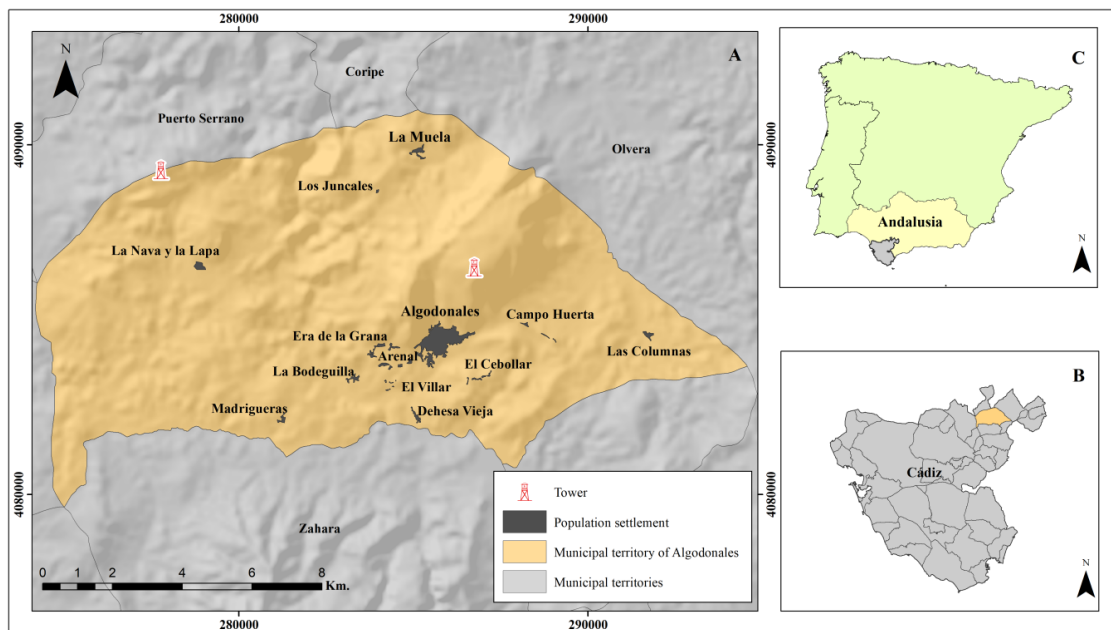 280000
290000
N
A
Coripe
Puerto Serrano
La Muela
Olvera
4090000
4090000
Los Juncales
La Nava y la Lapa
Algodonales
Campo Huerta
Era de la Grana
Arenal
Las Columnas
La Bodeguilla
El Cebollar
El Villar
Madrigueras
Dehesa Vieja
4080000
4080000
Zahara
Tower
Population settlement
Municipal territory of Algodonales
Municipal territories
0 2 4 6 8
Km.
280000
290000
C
Andalusia
N
B
Cádiz
N